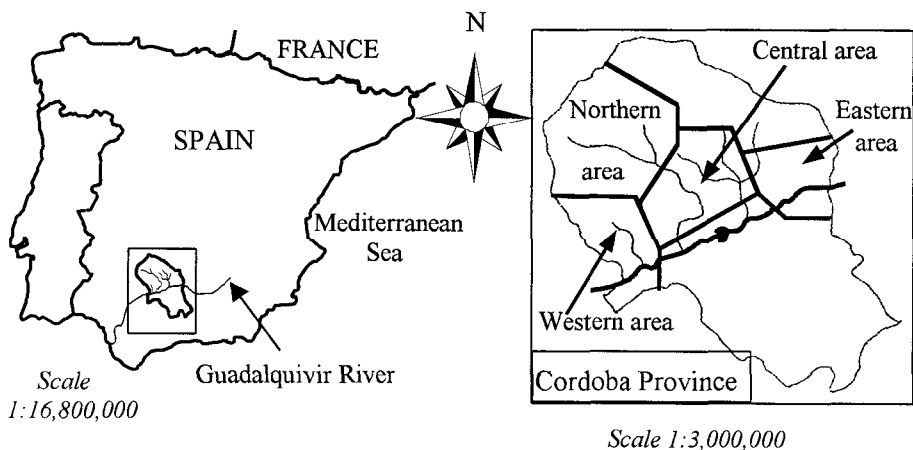 FRANCE
SPAIN
Mediterranean
Sea
Guadalquivir River
Scale
1:16,800,000
N
Central area
Northern
area
Eastern
area
Western area
Cordoba Province
Scale 1:3,000,000